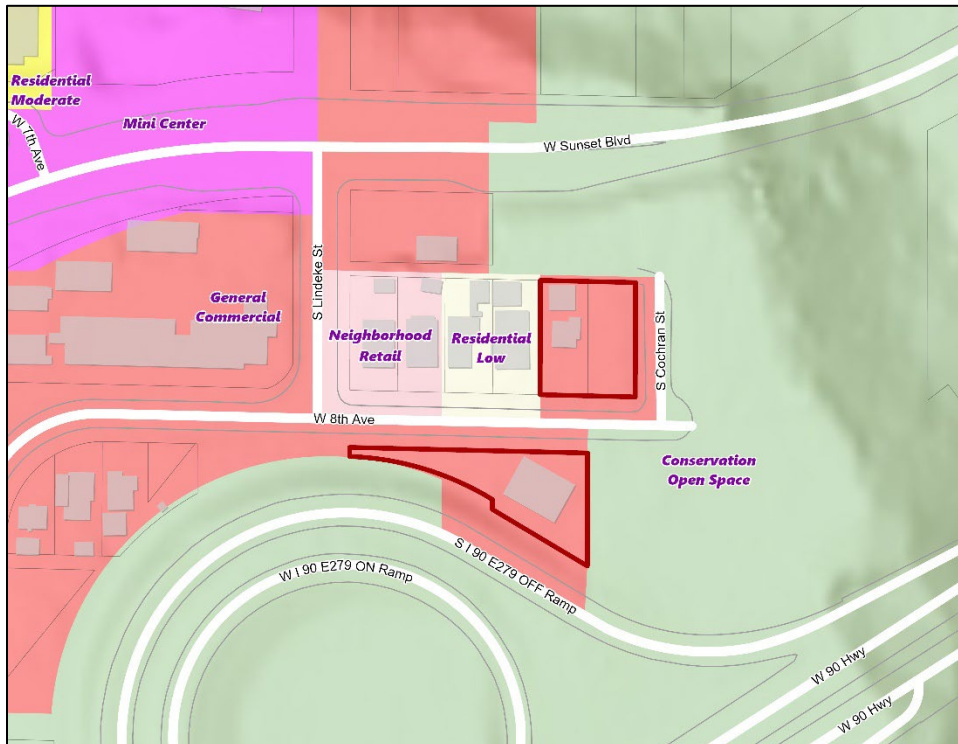 Residential
Moderate
W 7th Ave
Mini Center
W Sunset Blvd
S Lindeke St
General
Commercial
Neighborhood
Retail
Residential
Low
S Cochran St
W 8th Ave
Conservation
Open Space
S I 90 E279 OFF Ramp
W I 90 E279 ON Ramp
W 90 Hwy
W 90 Hwy